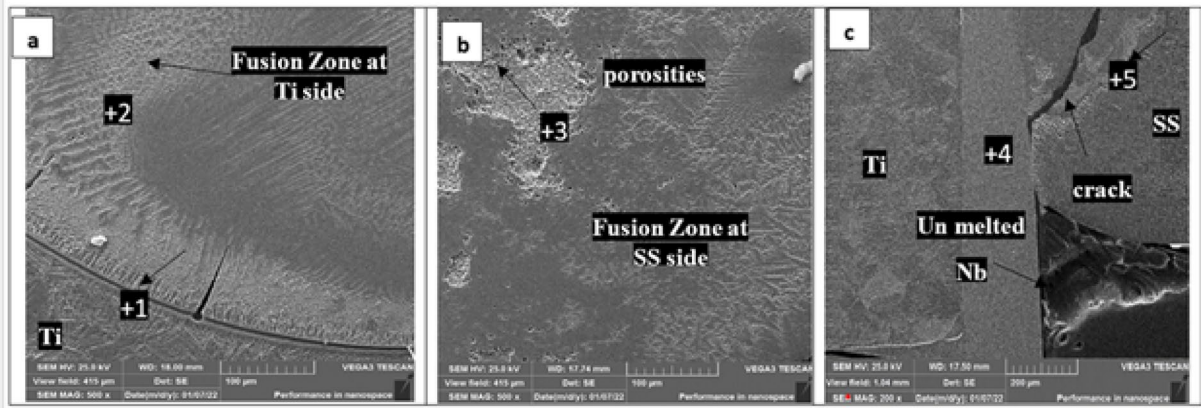 a
Fusion Zone at
Ti side
+2
+1
Ti
SEM HV: 25.0 kV WD: 18.00 mm VEGA3 TESCAN
View field: 415 µm Det: SE 100 µm
SEM MAG: 500 x Date(m/d/y): 01/07/22 Performance in nanospace
b
porosities
+3
Fusion Zone at
SS side
SEM HV: 25.0 kV WD: 17.74 mm VEGA3 TESCAN
View field: 415 µm Det: SE 100 µm
SEM MAG: 500 x Date(m/d/y): 01/07/22 Performance in nanospace
c
+5
SS
+4
Ti
crack
Un melted
Nb
SEM HV: 25.0 kV WD: 17.50 mm VEGA3 TESCAN
View field: 1.04 mm Det: SE 200 µm
SEM MAG: 200 x Date(m/d/y): 01/07/22 Performance in nanospace